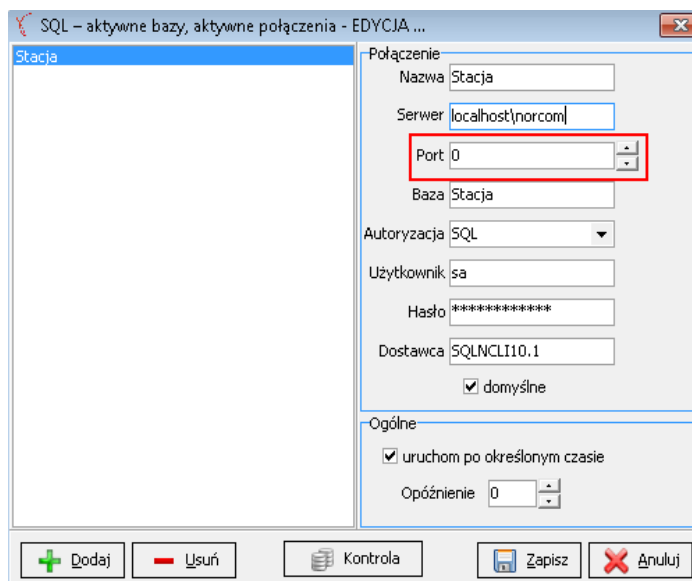 SQL – aktywne bazy, aktywne połączenia - EDYCJA ...
Stacja
Połączenie
Nazwa Stacja
Serwer localhost\norcom
Port 0
Baza Stacja
Autoryzacja SQL
Użytkownik sa
Hasło ************
Dostawca SQLNCLI10.1
domyślne
Ogólne
uruchom po określonym czasie
Opóźnienie 0
Dodaj Usuń Kontrola Zapisz Anuluj